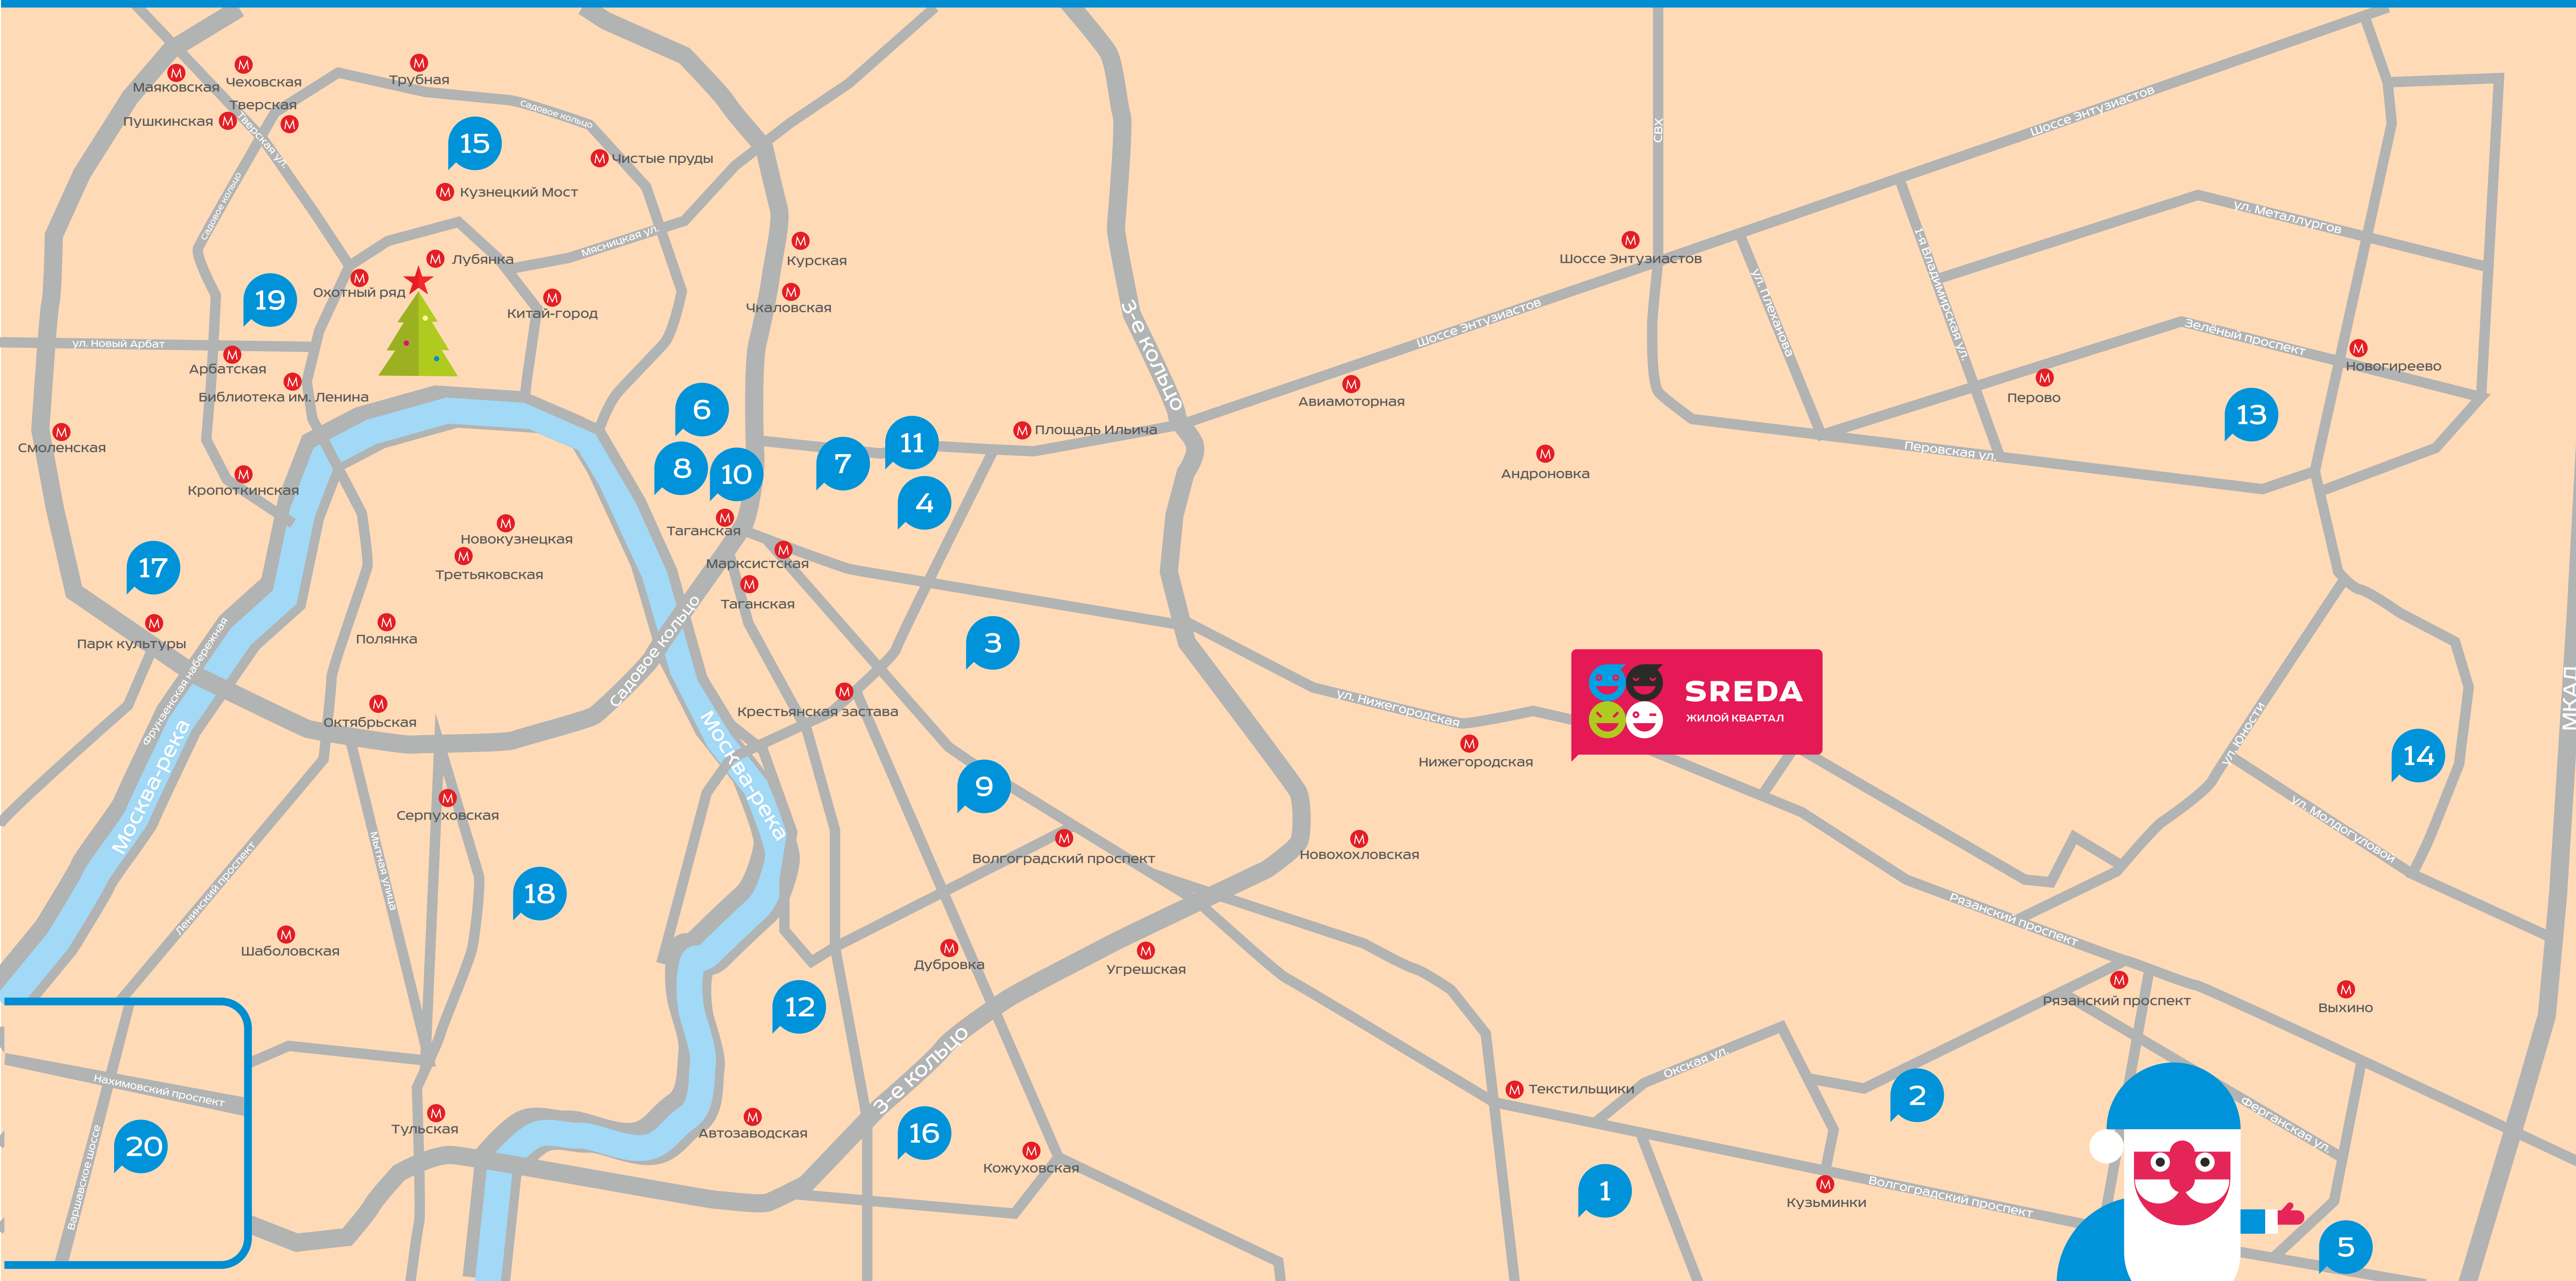 М
Маяковская
М
Чеховская
Тверская
М
Пушкинская
М
Тверская ул.
М
Трубная
Садовое кольцо
15
М
Чистые пруды
М
Кузнецкий Мост
Садовое кольцо
Мясницкая ул.
М
Лубянка
М
Охотный ряд
М
Китай-город
19
ул. Новый Арбат
М
Арбатская
М
Библиотека им. Ленина
М
Смоленская
М
Кропоткинская
М
Курская
М
Чкаловская
3-е кольцо
СВХ
М
Шоссе Энтузиастов
Шоссе Энтузиастов
Шоссе Энтузиастов
ул. Плеханова
1-я Владимирская ул.
ул. Металлургов
Зелёный проспект
М
Новогиреево
М
Перово
13
Перовская ул.
М
Авиамоторная
М
Андроновка
М
Площадь Ильича
6
8
10
7
11
4
М
Таганская
М
Марксистская
М
Таганская
М
Новокузнецкая
М
Третьяковская
17
М
Парк культуры
М
Полянка
Фрунзенская набережная
Москва-река
М
Октябрьская
Садовое кольцо
3
М
Крестьянская застава
Москва-река
9
ул. Нижегородская
М
Нижегородская
SREDA
ЖИЛОЙ КВАРТАЛ
МКАД
ул. Юности
14
ул. Молдогуловой
М
Серпуховская
Мытная улица
Ленинский проспект
18
М
Шаболовская
М
Волгоградский проспект
М
Новохохловская
М
Дубровка
М
Угрешская
12
3-е кольцо
Рязанский проспект
М
Рязанский проспект
М
Выхино
Окская ул.
М
Текстильщики
2
Ферганская ул.
Нахимовский проспект
20
Варшавское шоссе
М
Тульская
М
Автозаводская
16
М
Кожуховская
1
М
Кузьминки
Волгоградский проспект
5